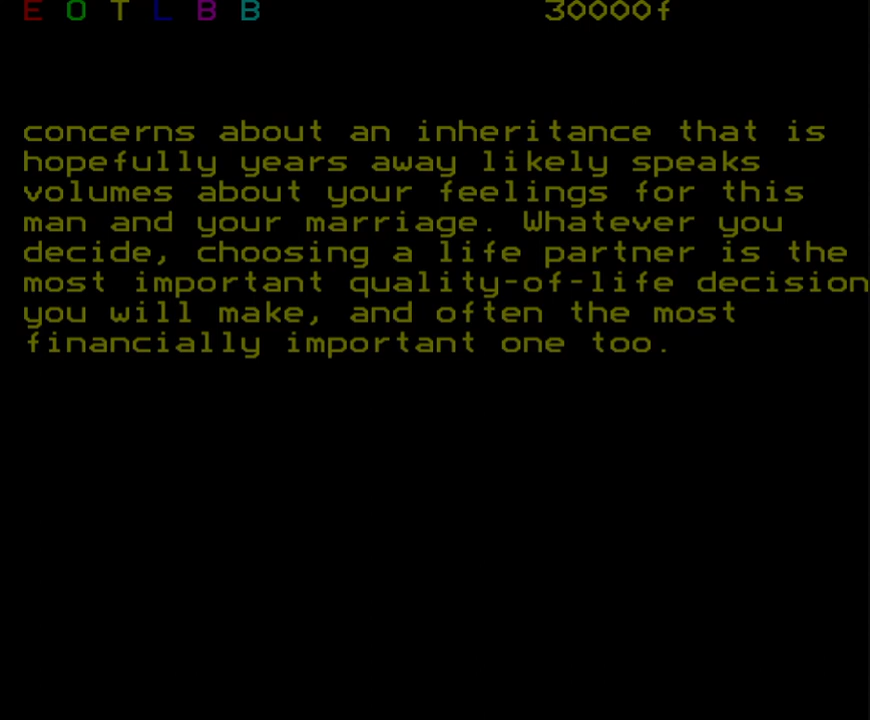 E O T L B B 30000f
concerns about an inheritance that is
hopefully years away likely speaks
volumes about your feelings for this
man and your marriage. Whatever you
decide, choosing a life partner is the
most important quality-of-life decision
you will make, and often the most
financially important one too.